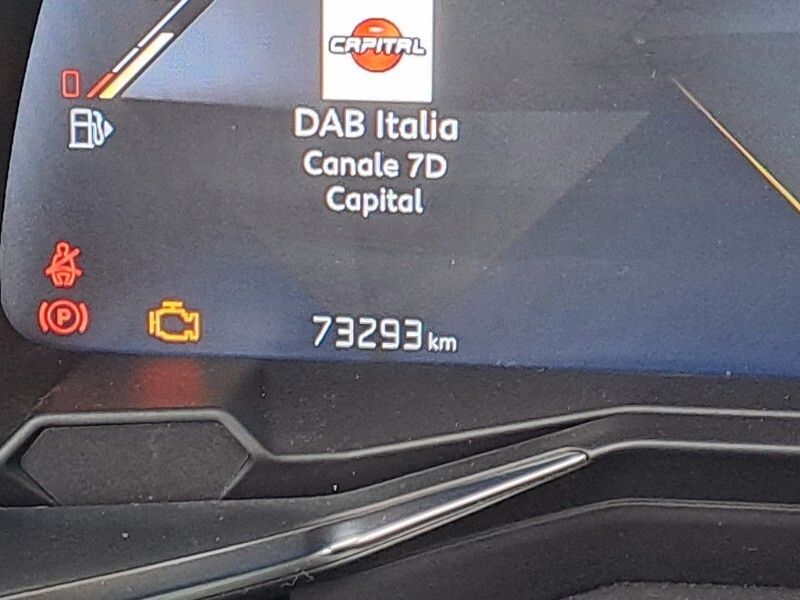 CAPITAL
DAB Italia
Canale 7D
Capital
P
73293 km